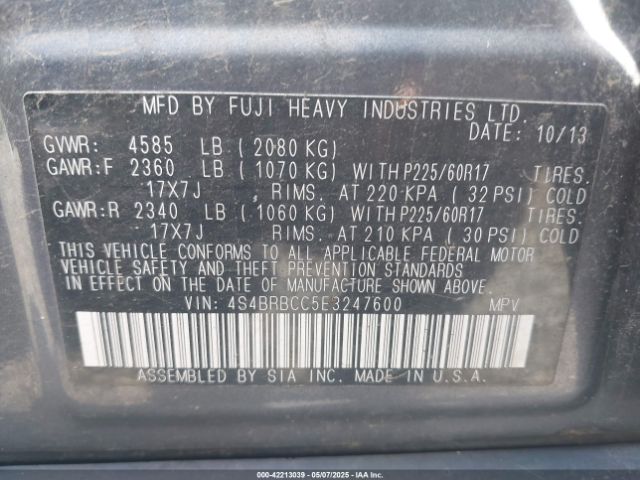 MFD BY FUJI HEAVY INDUSTRIES LTD.
DATE: 10/13
GVWR: 4585 LB (2080 KG)
GAWR:F 2360 LB (1070 KG) WITH P225/60R17 TIRES.
17X7J , RIMS. AT 220 KPA (32 PSI) COLD
GAWR:R 2340 LB (1060 KG) WITH P225/60R17 TIRES.
17X7J RIMS. AT 210 KPA (30 PSI) COLD
THIS VEHICLE CONFORMS TO ALL APPLICABLE FEDERAL MOTOR
VEHICLE SAFETY AND THEFT PREVENTION STANDARDS
IN EFFECT ON THE DATE OF MANUFACTURE SHOWN ABOVE.
VIN: 4S4BRBCC5E3247600 MPV
ASSEMBLED BY SIA INC. MADE IN U.S.A.
000-42213039 - 05/07/2025 - IAAI Inc.